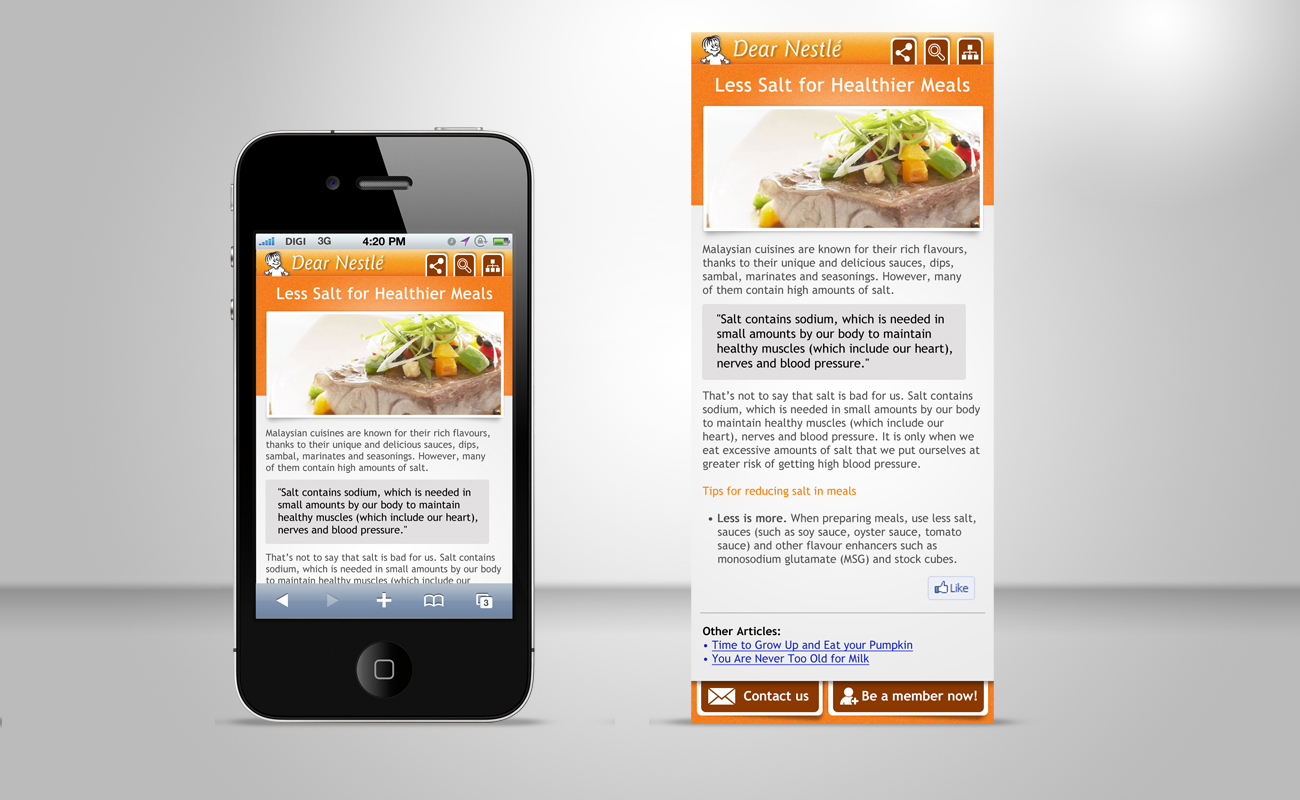 DIGI 3G 4:20 PM
Dear Nestlé
Less Salt for Healthier Meals
Malaysian cuisines are known for their rich flavours,
thanks to their unique and delicious sauces, dips,
sambal, marinates and seasonings. However, many
of them contain high amounts of salt.
"Salt contains sodium, which is needed in
small amounts by our body to maintain
healthy muscles (which include our heart),
nerves and blood pressure."
That's not to say that salt is bad for us. Salt contains
sodium, which is needed in small amounts by our body
to maintain healthy muscles (which include our
3
Dear Nestlé
Less Salt for Healthier Meals
Malaysian cuisines are known for their rich flavours,
thanks to their unique and delicious sauces, dips,
sambal, marinates and seasonings. However, many
of them contain high amounts of salt.
"Salt contains sodium, which is needed in
small amounts by our body to maintain
healthy muscles (which include our heart),
nerves and blood pressure."
That's not to say that salt is bad for us. Salt contains
sodium, which is needed in small amounts by our body
to maintain healthy muscles (which include our
heart), nerves and blood pressure. It is only when we
eat excessive amounts of salt that we put ourselves at
greater risk of getting high blood pressure.
Tips for reducing salt in meals
• Less is more. When preparing meals, use less salt,
sauces (such as soy sauce, oyster sauce, tomato
sauce) and other flavour enhancers such as
monosodium glutamate (MSG) and stock cubes.
Like
Other Articles:
• Time to Grow Up and Eat your Pumpkin
• You Are Never Too Old for Milk
Contact us
Be a member now!